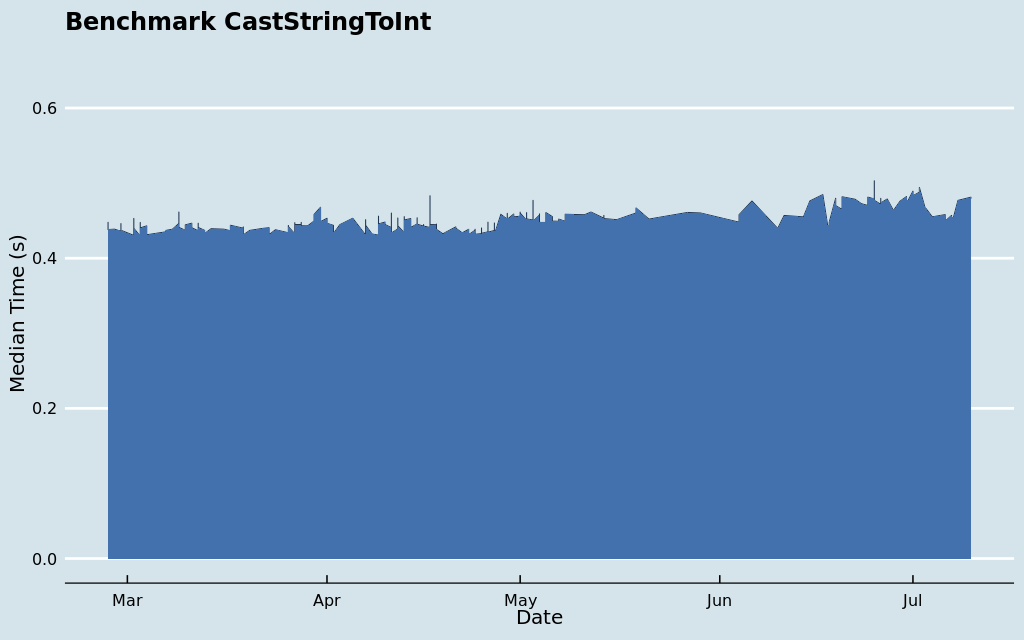 Benchmark CastStringToInt
0.6
0.4
0.2
0.0
Median Time (s)
Mar
Apr
May
Jun
Jul
Date